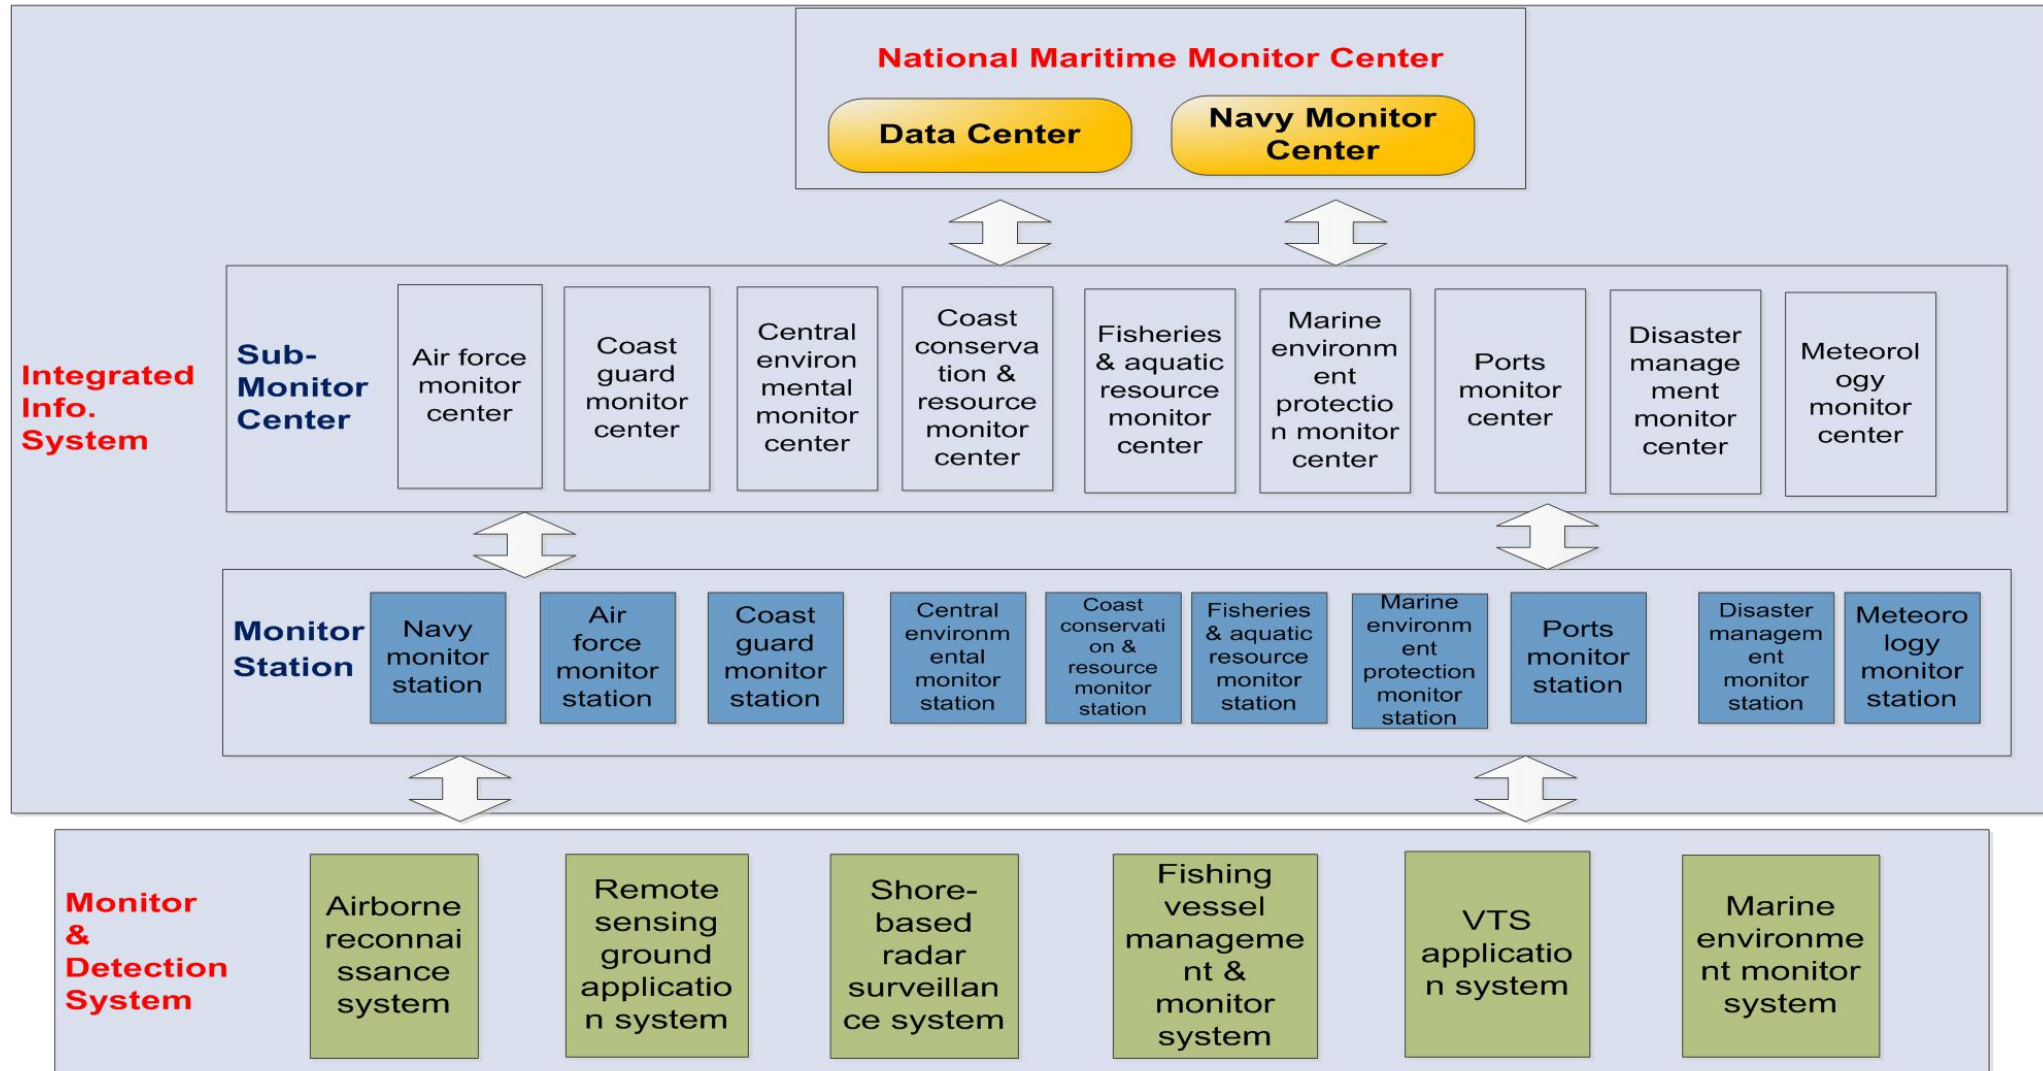 National Maritime Monitor Center
Data Center
Navy Monitor
Center
Integrated
Info.
System
Sub-
Monitor
Center
Air force
monitor
center
Coast
guard
monitor
center
Central
environ
mental
monitor
center
Coast
conserva
tion &
resource
monitor
center
Fisheries
& aquatic
resource
monitor
center
Marine
environm
ent
protectio
n monitor
center
Ports
monitor
center
Disaster
manage
ment
monitor
center
Meteorol
ogy
monitor
center
Monitor
Station
Navy
monitor
station
Air
force
monitor
station
Coast
guard
monitor
station
Central
environm
ental
monitor
station
Coast
conservati
on &
resource
monitor
station
Fisheries
& aquatic
resource
monitor
station
Marine
environm
ent
protection
monitor
station
Ports
monitor
station
Disaster
managem
ent
monitor
station
Meteoro
logy
monitor
station
Monitor
&
Detection
System
Airborne
reconnai
ssance
system
Remote
sensing
ground
applicatio
n system
Shore-
based
radar
surveillan
ce system
Fishing
vessel
manageme
nt &
monitor
system
VTS
applicatio
n system
Marine
environme
nt monitor
system